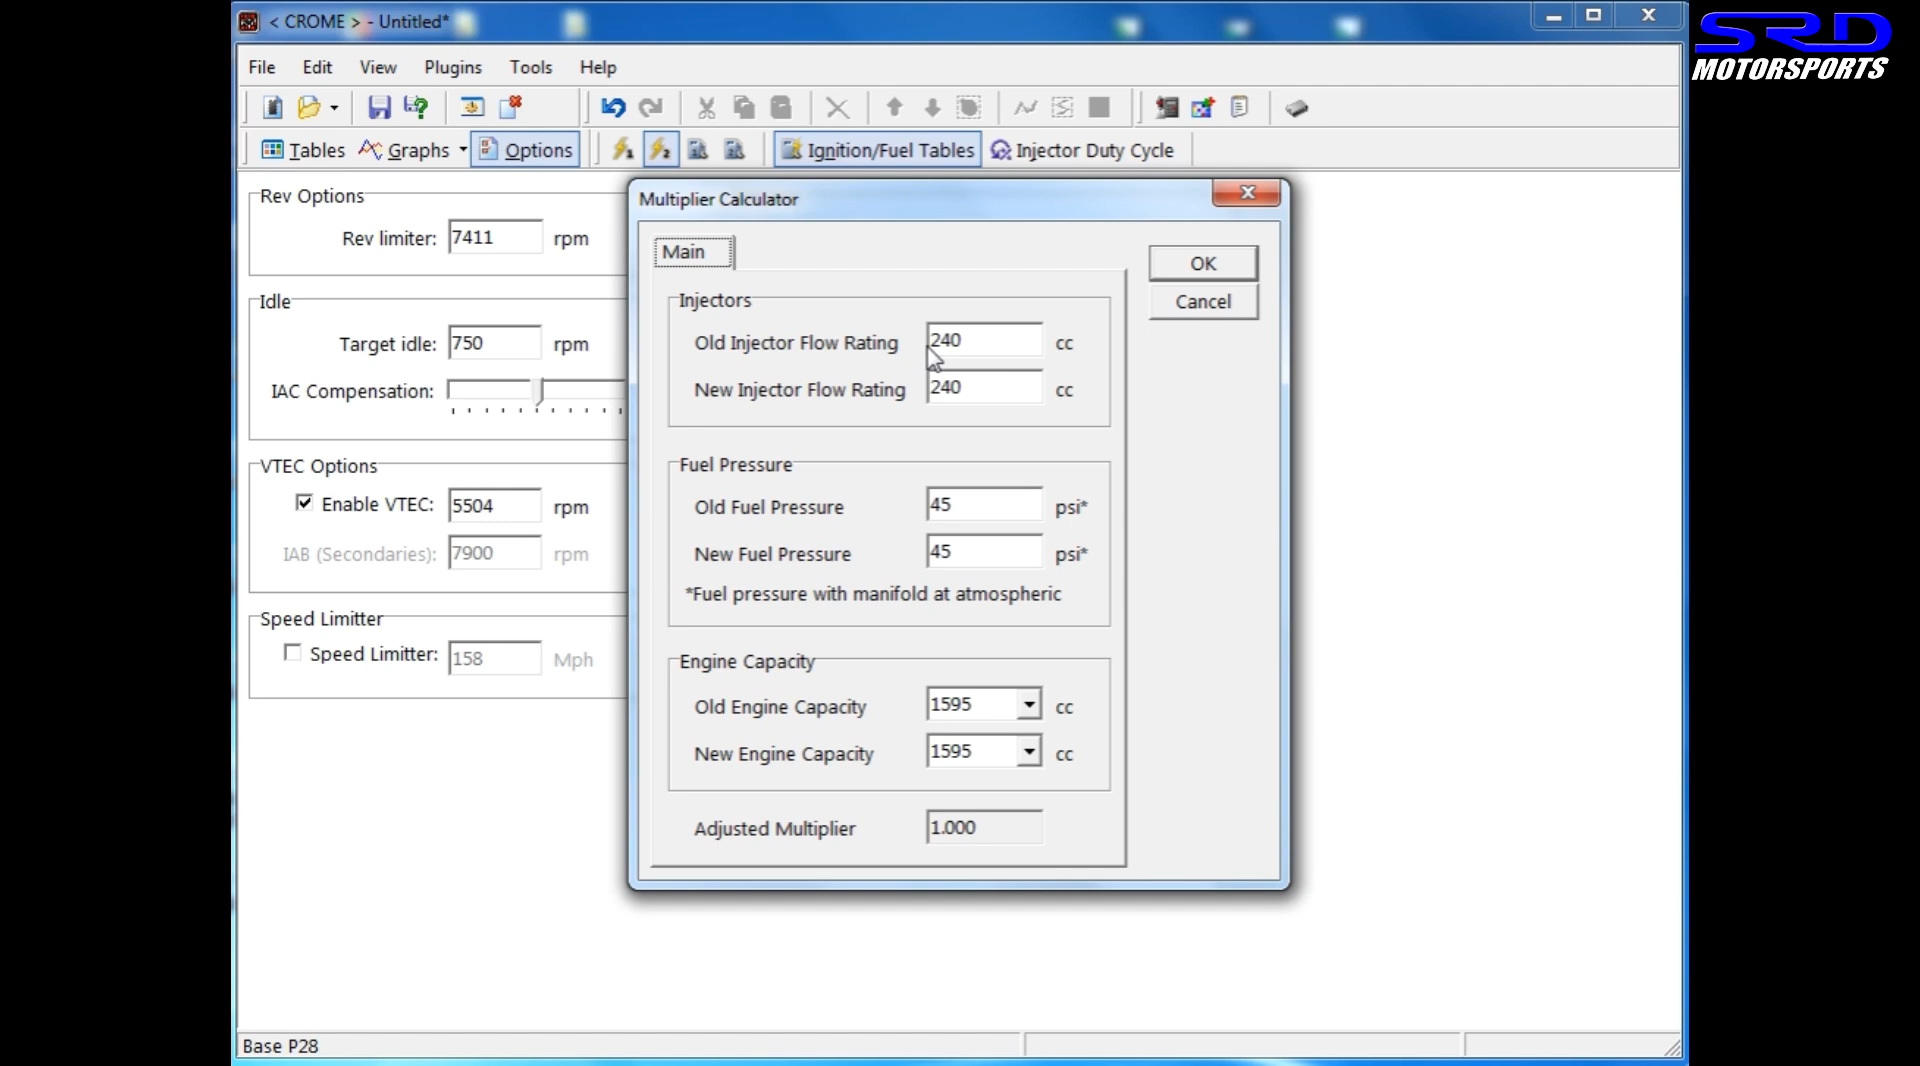 < CROME > - Untitled*
SRD
MOTORSPORTS
File Edit View Plugins Tools Help
Tables Graphs Options 1 2 Ignition/Fuel Tables Injector Duty Cycle
Rev Options
Rev limiter: 7411 rpm
Idle
Target idle: 750 rpm
IAC Compensation:
VTEC Options
Enable VTEC: 5504 rpm
IAB (Secondaries): 7900 rpm
Speed Limitter
Speed Limitter: 158 Mph
Multiplier Calculator
Main
OK
Cancel
Injectors
Old Injector Flow Rating 240 cc
New Injector Flow Rating 240 cc
Fuel Pressure
Old Fuel Pressure 45 psi*
New Fuel Pressure 45 psi*
*Fuel pressure with manifold at atmospheric
Engine Capacity
Old Engine Capacity 1595 cc
New Engine Capacity 1595 cc
Adjusted Multiplier 1.000
Base P28